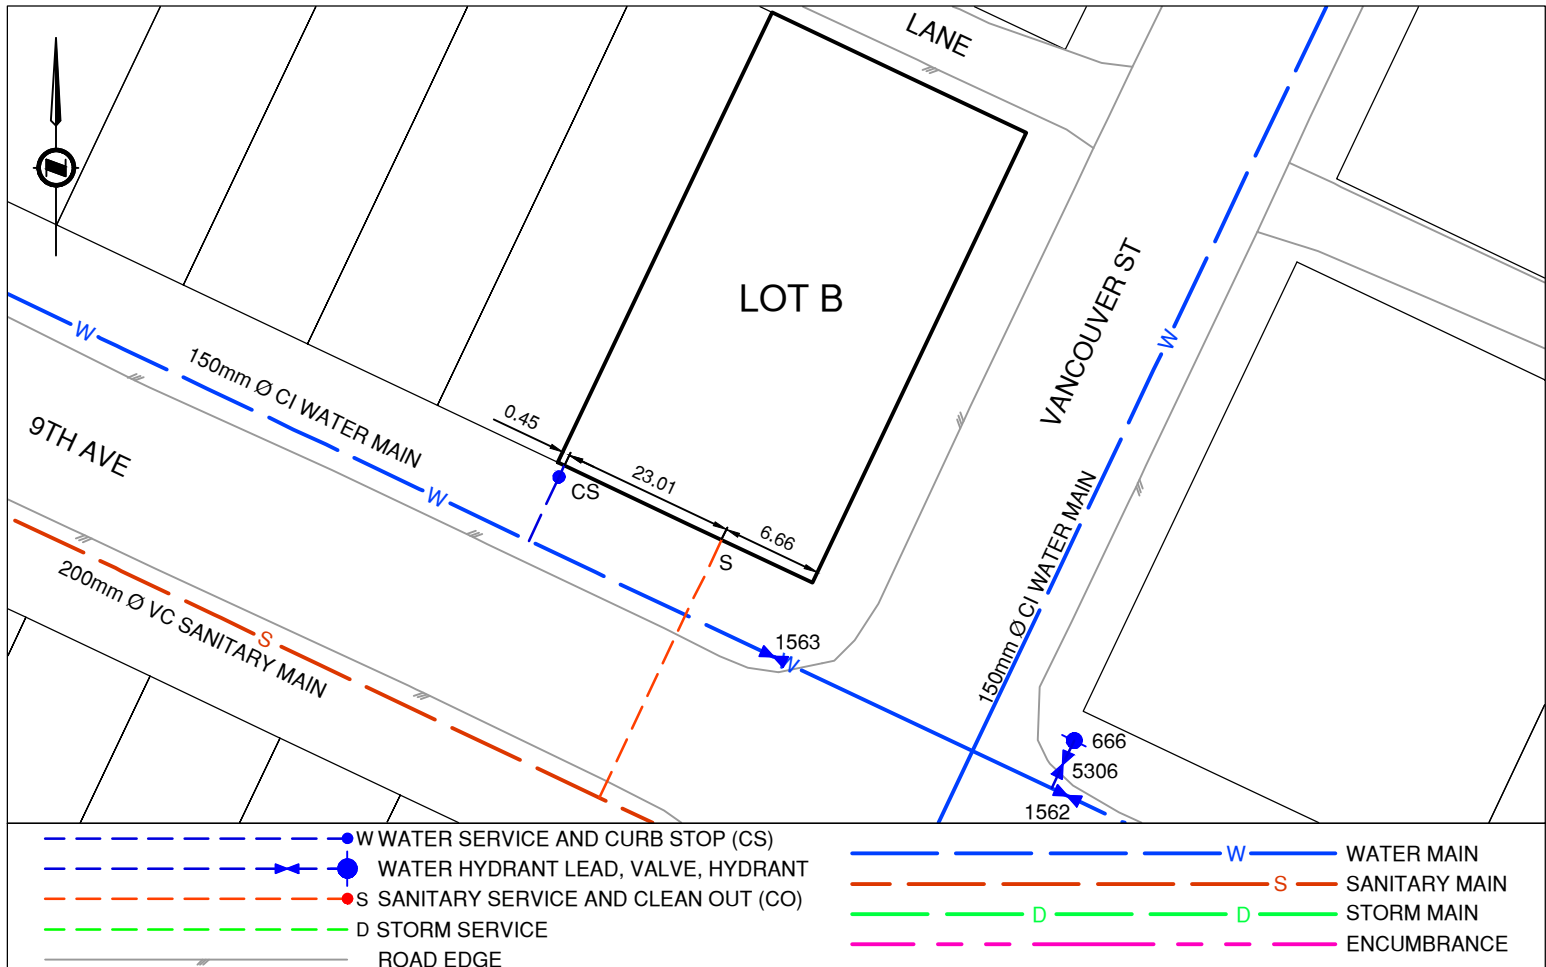 LANE
LOT B
VANCOUVER ST
W
W
150mm Ø CI WATER MAIN
0.45
9TH AVE
23.01
W
CS
6.66
S
150mm Ø CI WATER MAIN
200mm Ø VC SANITARY MAIN
S
1563
W
666
5306
1562
W WATER SERVICE AND CURB STOP (CS)
WATER HYDRANT LEAD, VALVE, HYDRANT
S SANITARY SERVICE AND CLEAN OUT (CO)
D STORM SERVICE
ROAD EDGE
W WATER MAIN
S SANITARY MAIN
D D STORM MAIN
ENCUMBRANCE